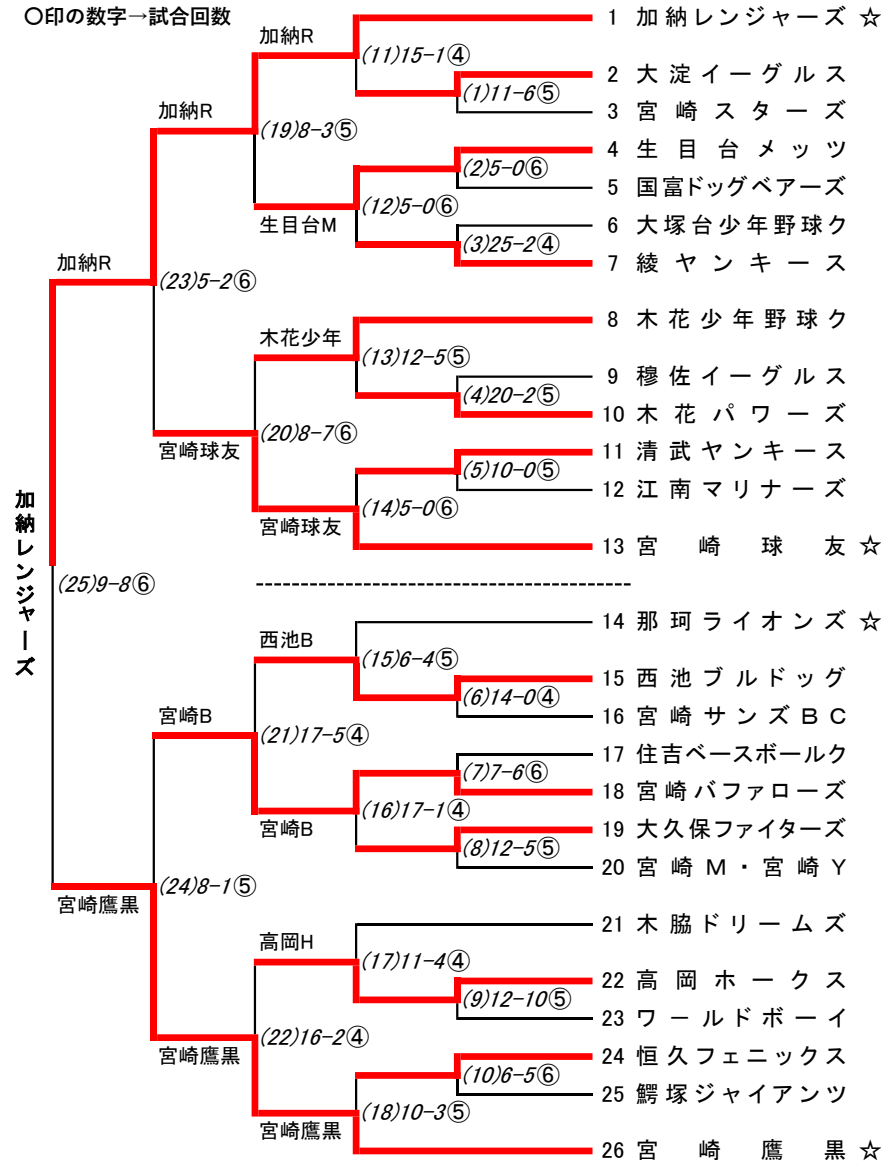 〇印の数字→試合回数
1 加納レンジャーズ ☆
加納R
(11)15-1④
2 大淀イーグルス
(1)11-6⑤
3 宮崎スターズ
加納R
(19)8-3⑤
4 生目台メッツ
(2)5-0⑥
5 国富ドッグベアーズ
(12)5-0⑥
生目台M
6 大塚台少年野球ク
(3)25-2④
7 綾ヤンキース
加納R
(23)5-2⑥
8 木花少年野球ク
木花少年
(13)12-5⑤
9 穆佐イーグルス
(4)20-2⑤
10 木花パワーズ
(20)8-7⑥
宮崎球友
11 清武ヤンキース
(5)10-0⑤
12 江南マリナーズ
(14)5-0⑥
宮崎球友
13 宮崎球友 ☆
加納レンジャーズ
(25)9-8⑥
14 那珂ライオンズ ☆
西池B
(15)6-4⑤
15 西池ブルドッグ
(6)14-0④
16 宮崎サンズBC
宮崎B
(21)17-5④
17 住吉ベースボールク
(7)7-6⑥
18 宮崎バファローズ
(16)17-1④
宮崎B
19 大久保ファイターズ
(8)12-5⑤
20 宮崎M・宮崎Y
(24)8-1⑤
宮崎鷹黒
21 木脇ドリームズ
高岡H
(17)11-4④
22 高岡ホークス
(9)12-10⑤
23 ワールドボーイ
(22)16-2④
宮崎鷹黒
24 恒久フェニックス
(10)6-5⑥
25 鰐塚ジャイアンツ
(18)10-3⑤
宮崎鷹黒
26 宮崎鷹黒 ☆